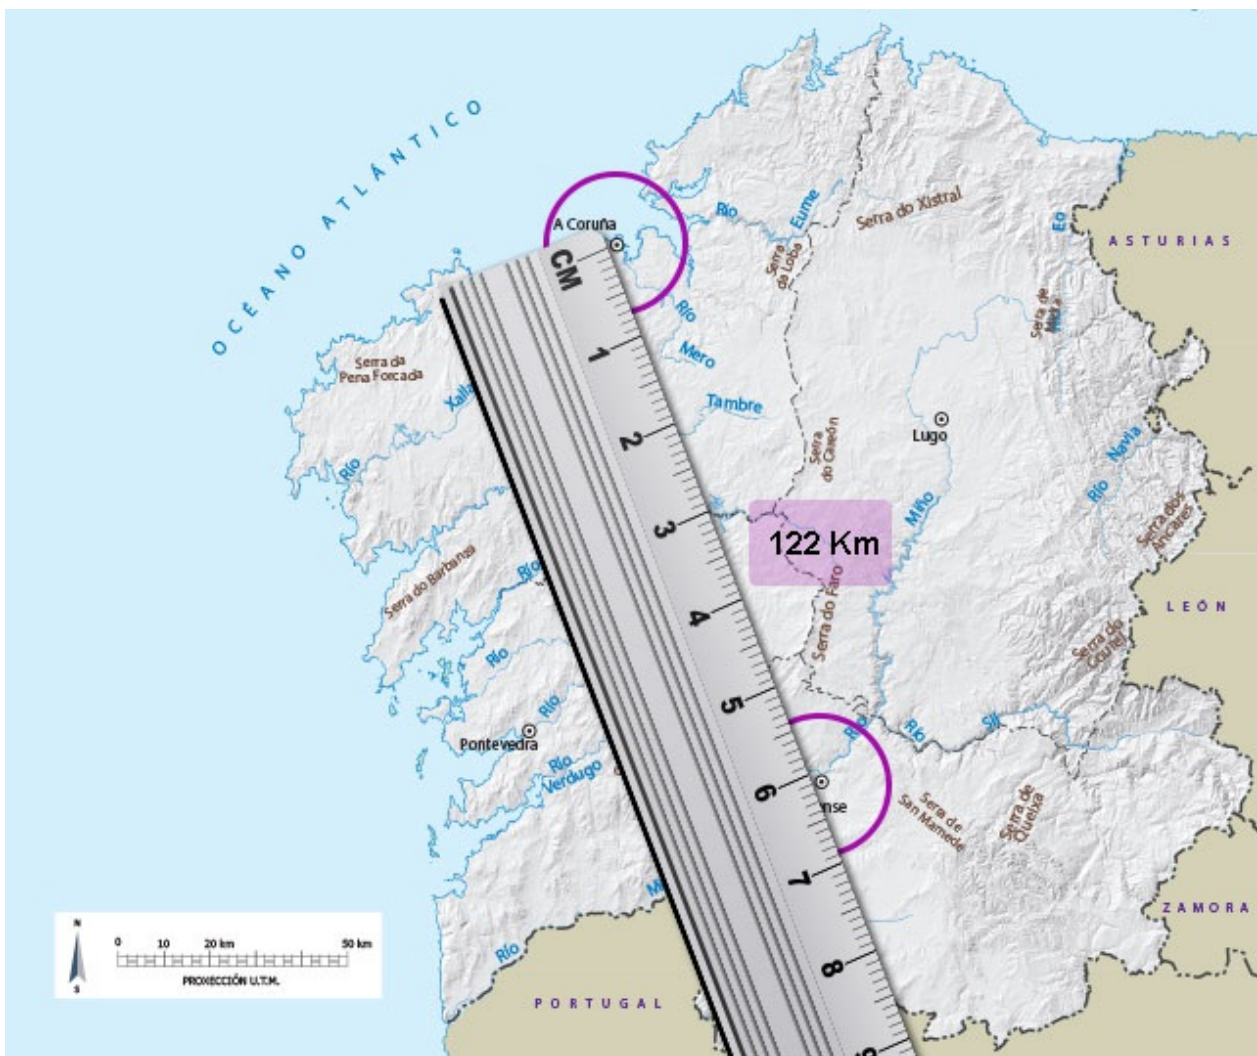 OCÉANO ATLÁNTICO
A Coruña
Río
Eume
Serra do Xistral
Eo
ASTURIAS
Serra
da Loba
CM
Río
Mero
Serra de
Serra da
Pena Forcada
1
Tambre
2
Serra
do Careón
Lugo
Navia
Río
Río
Miño
3
122 Km
Serra dos
Ancares
Río
Serra do Barbanza
4
Serra do Faro
LEÓN
Serra do
Courel
Río
5
Río
Río
Sil
Pontevedra
Río
Verdugo
6
nse
Serra de
San Mamede
Serra de
Queixa
7
ZAMORA
Río
8
N
S
0 10 20 km 50 km
PROXECCIÓN U.T.M.
PORTUGAL
9